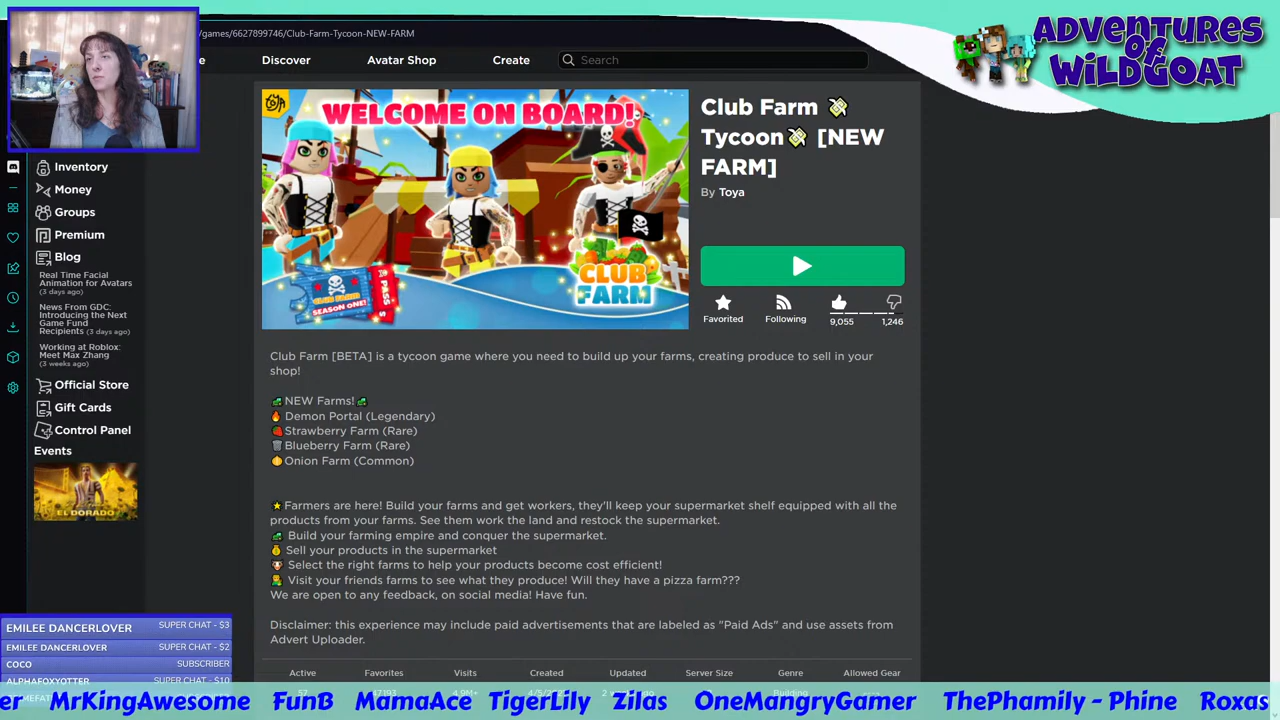 /games/6627899746/Club-Farm-Tycoon-NEW-FARM
ADVENTURES
OF
WILDGOAT
Discover
Avatar Shop
Create
Search
WELCOME ON BOARD!
CLUB FARM
SEASON ONE!
PASS
CLUB
FARM
Club Farm 💸
Tycoon💸 [NEW
FARM]
By Toya
Favorited
Following
9,055
1,246
Inventory
Money
Groups
Premium
Blog
Real Time Facial
Animation for Avatars
(3 days ago)
News From GDC:
Introducing the Next
Game Fund
Recipients (3 days ago)
Working at Roblox:
Meet Max Zhang
(3 weeks ago)
Official Store
Gift Cards
Control Panel
Events
EL DORADO
Club Farm [BETA] is a tycoon game where you need to build up your farms, creating produce to sell in your
shop!
NEW Farms!
Demon Portal (Legendary)
Strawberry Farm (Rare)
Blueberry Farm (Rare)
Onion Farm (Common)
Farmers are here! Build your farms and get workers, they'll keep your supermarket shelf equipped with all the
products from your farms. See them work the land and restock the supermarket.
Build your farming empire and conquer the supermarket.
Sell your products in the supermarket
Select the right farms to help your products become cost efficient!
Visit your friends farms to see what they produce! Will they have a pizza farm???
We are open to any feedback, on social media! Have fun.
Disclaimer: this experience may include paid advertisements that are labeled as "Paid Ads" and use assets from
Advert Uploader.
Active
Favorites
Visits
Created
Updated
Server Size
Genre
Allowed Gear
EMILEE DANCERLOVER SUPER CHAT - $3
EMILEE DANCERLOVER SUPER CHAT - $2
COCO SUBSCRIBER
ALPHAFOXYOTTER SUPER CHAT - $10
er MrKingAwesome FunB MamaAce TigerLily Zilas OneMangryGamer ThePhamily - Phine Roxas